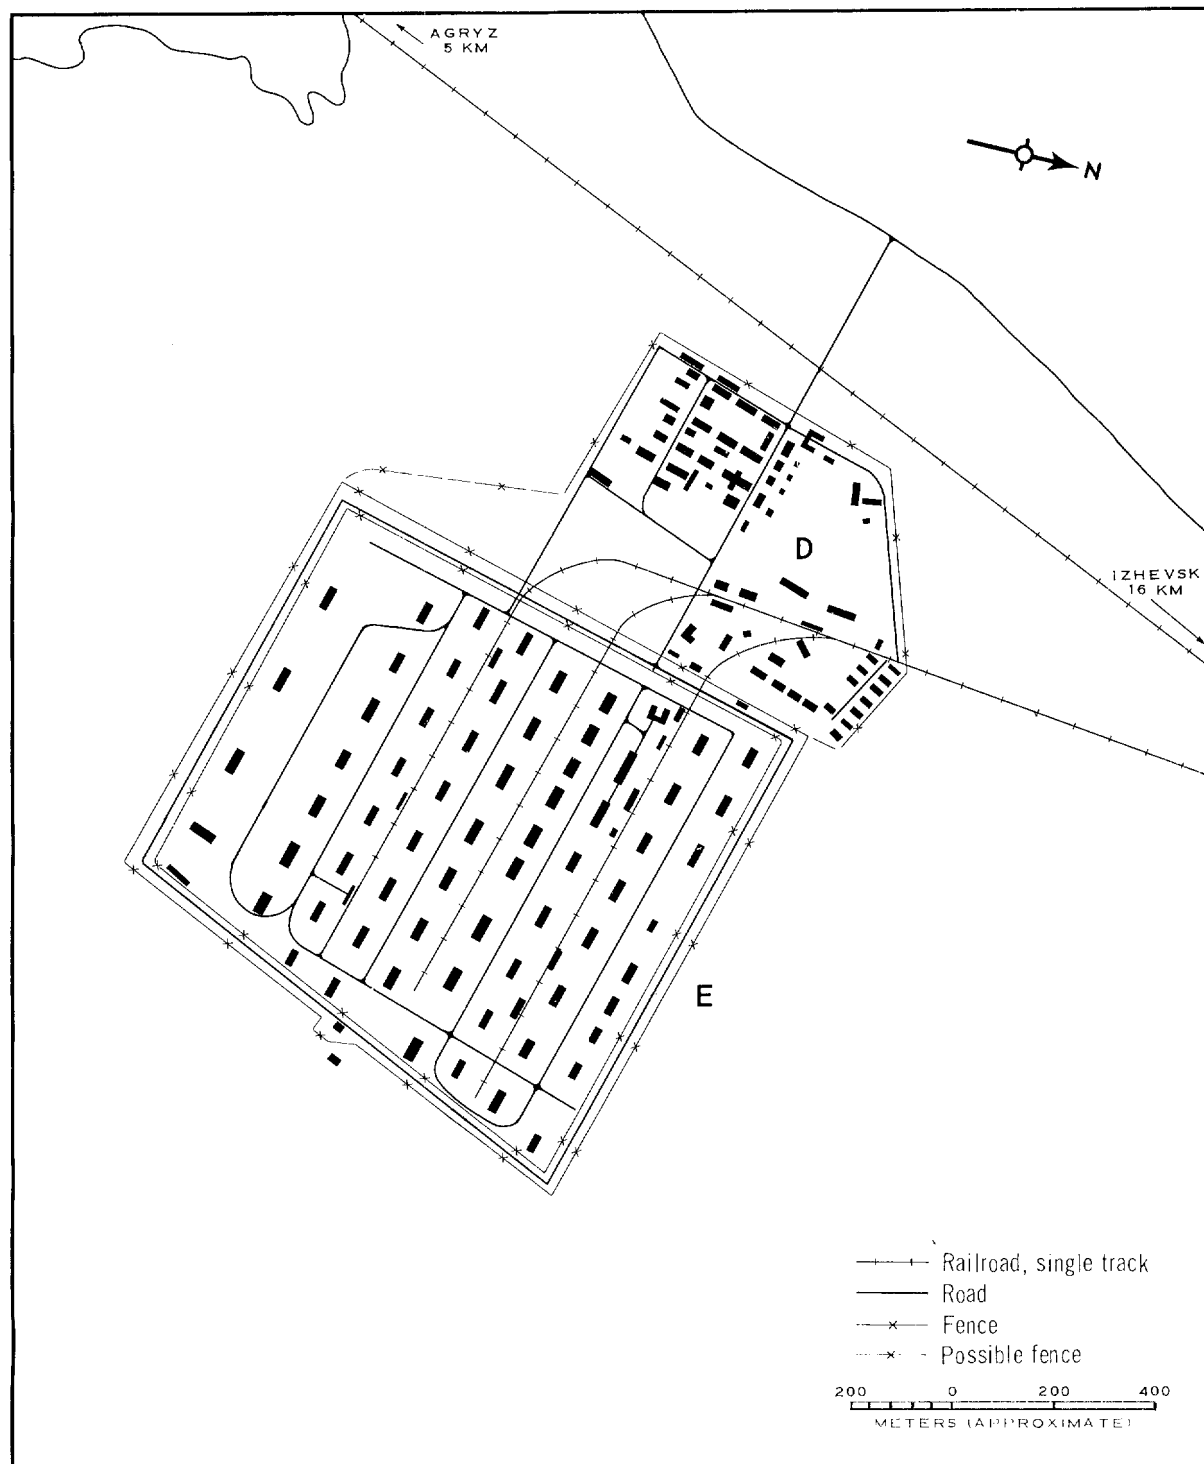 AGRYZ
5 KM
N
D
IZHEVSK
16 KM
E
Railroad, single track
Road
Fence
Possible fence
200 0 200 400
METERS (APPROXIMATE)